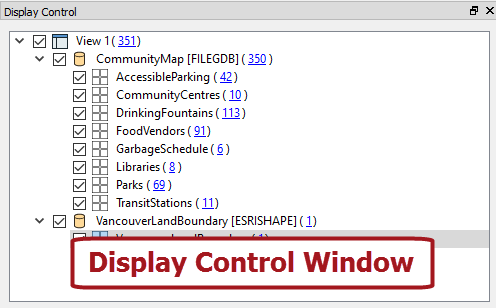 Display Control
View 1 (351)
CommunityMap [FILEGDB] (350)
AccessibleParking (42)
CommunityCentres (10)
DrinkingFountains (113)
FoodVendors (91)
GarbageSchedule (6)
Libraries (8)
Parks (69)
TransitStations (11)
VancouverLandBoundary [ESRISHAPE] (1)
Display Control Window